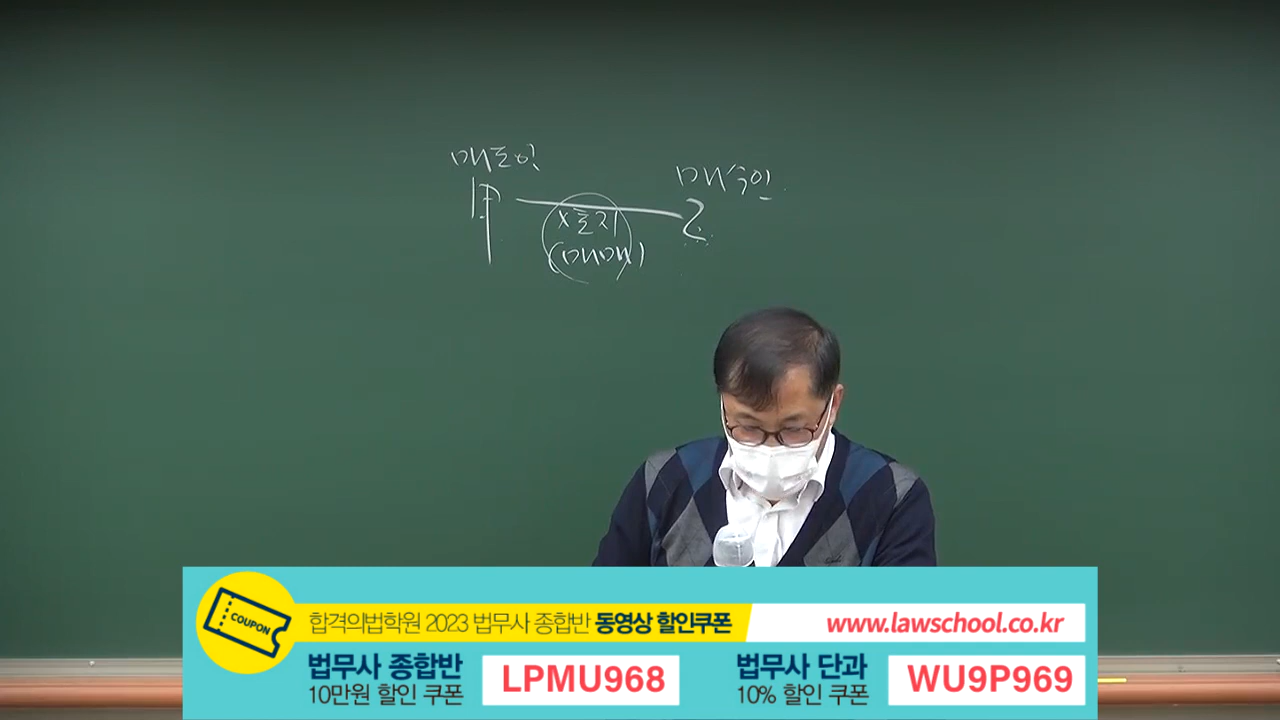 매도인
매수인
甲
乙
X토지
(매매)
COUPON
합격의법학원 2023 법무사 종합반 동영상 할인쿠폰
www.lawschool.co.kr
법무사 종합반
10만원 할인 쿠폰
LPMU968
법무사 단과
10% 할인 쿠폰
WU9P969